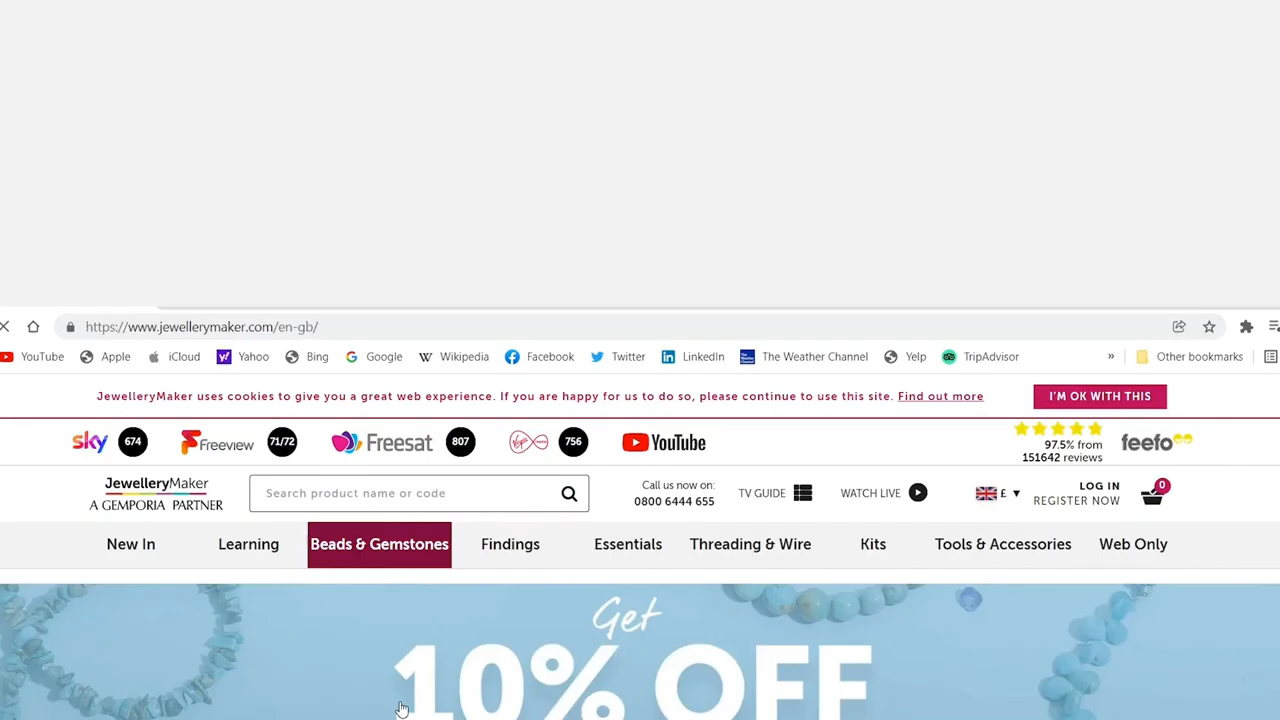 https://www.jewellerymaker.com/en-gb/
YouTube Apple iCloud Yahoo Bing Google Wikipedia Facebook Twitter LinkedIn The Weather Channel Yelp TripAdvisor » Other bookmarks
JewelleryMaker uses cookies to give you a great web experience. If you are happy for us to do so, please continue to use this site. Find out more I'M OK WITH THIS
sky 674 Freeview 71/72 Freesat 807 Virgin media 756 YouTube 97.5% from feefo
151642 reviews
JewelleryMaker
A GEMPORIA PARTNER
Search product name or code
Call us now on:
0800 6444 655
TV GUIDE
WATCH LIVE
£ ▼
LOG IN
REGISTER NOW
0
New In Learning Beads & Gemstones Findings Essentials Threading & Wire Kits Tools & Accessories Web Only
Get
10% OFF